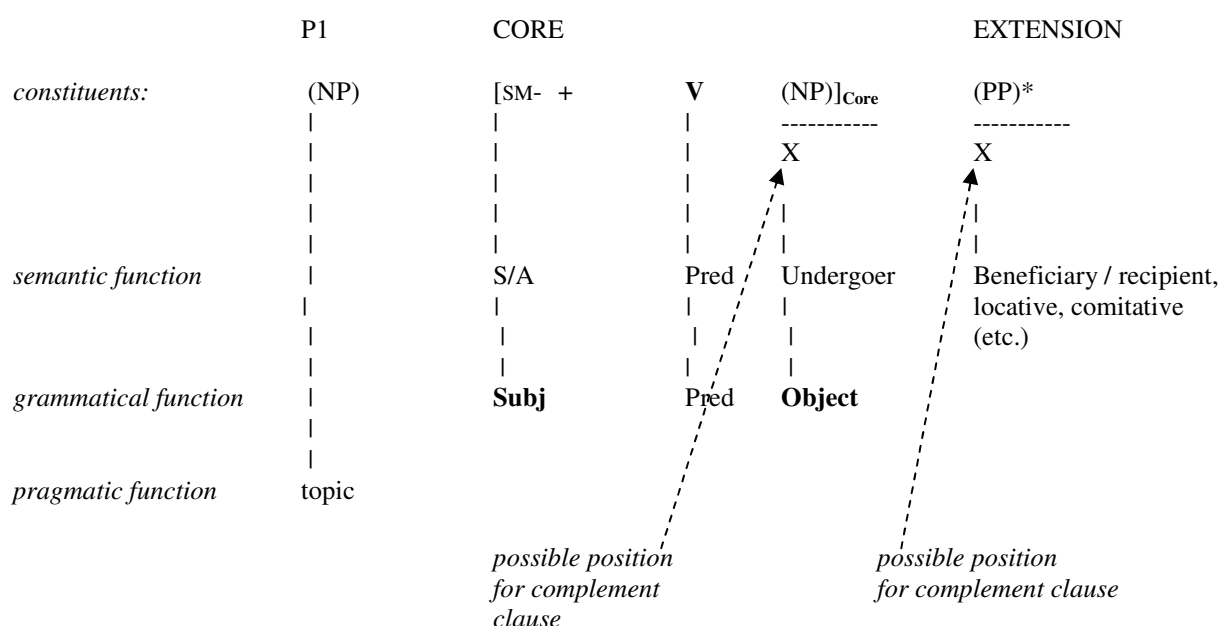 P1 CORE EXTENSION
constituents: (NP) [SM- + V (NP)]Core (PP)*
X X
semantic function S/A Pred Undergoer Beneficiary / recipient,
locative, comitative
(etc.)
grammatical function Subj Pred Object
pragmatic function topic
possible position possible position
for complement for complement clause
clause